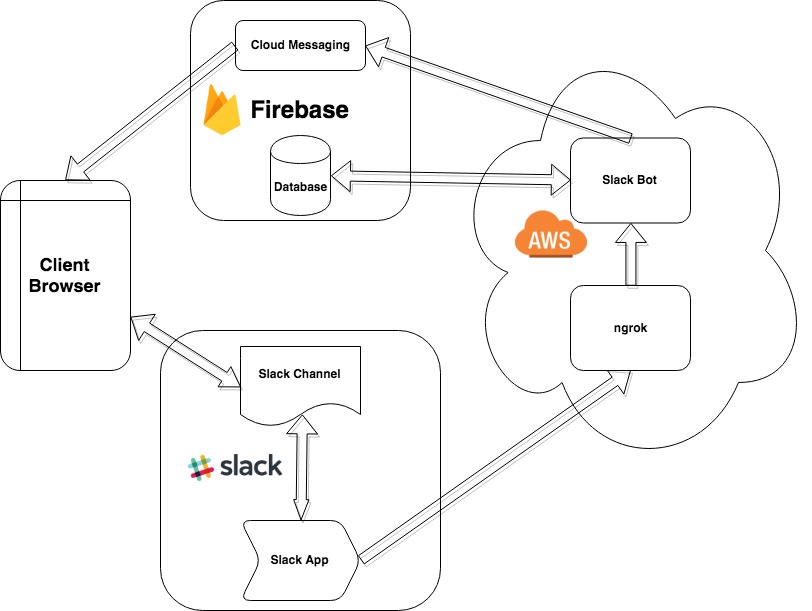 Cloud Messaging
Firebase
Database
Slack Bot
AWS
Client
Browser
ngrok
Slack Channel
slack
Slack App